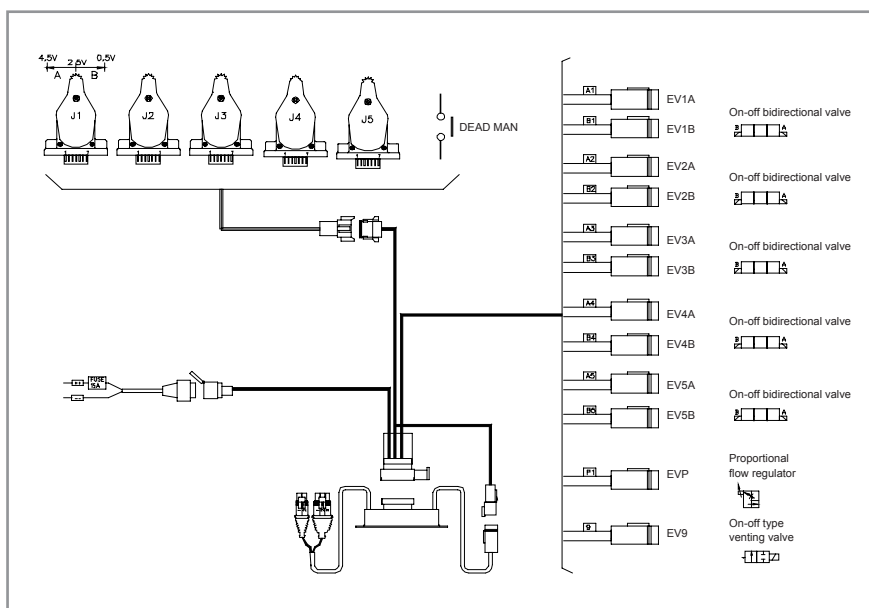 4,5V 2,5V 0,5V
A B
J1 J2 J3 J4 J5
DEAD MAN
FUSE
15A
A1 EV1A
On-off bidirectional valve
B A
B1 EV1B
A2 EV2A
On-off bidirectional valve
B A
B2 EV2B
A3 EV3A
On-off bidirectional valve
B A
B3 EV3B
A4 EV4A
On-off bidirectional valve
B A
B4 EV4B
A5 EV5A
On-off bidirectional valve
B A
EV5B
Proportional
flow regulator
P1 EVP
On-off type
venting valve
9 EV9